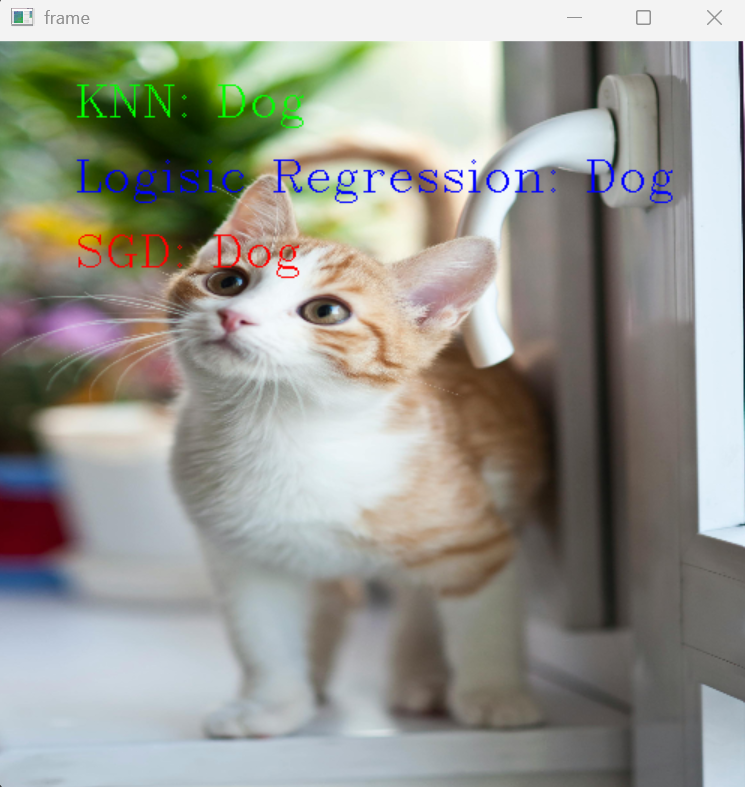 frame
KNN: Dog
Logisic Regression: Dog
SGD: Dog